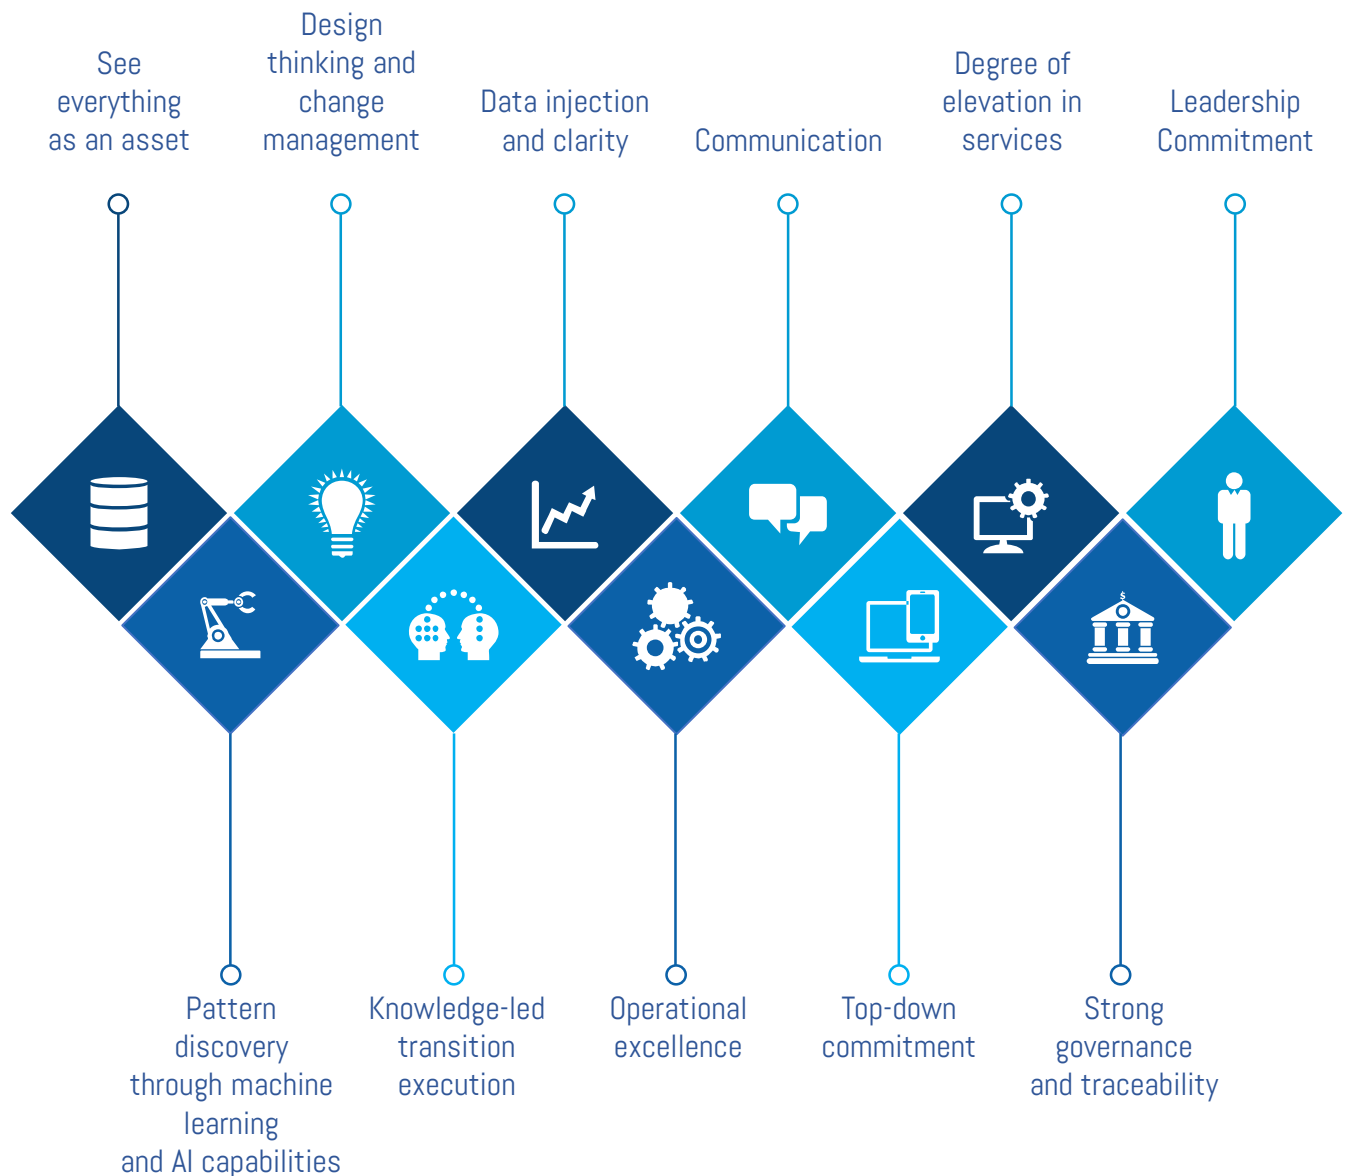 See
everything
as an asset
Design
thinking and
change
management
Data injection
and clarity
Communication
Degree of
elevation in
services
Leadership
Commitment
$
Pattern
discovery
through machine
learning
and AI capabilities
Knowledge-led
transition
execution
Operational
excellence
Top-down
commitment
Strong
governance
and traceability